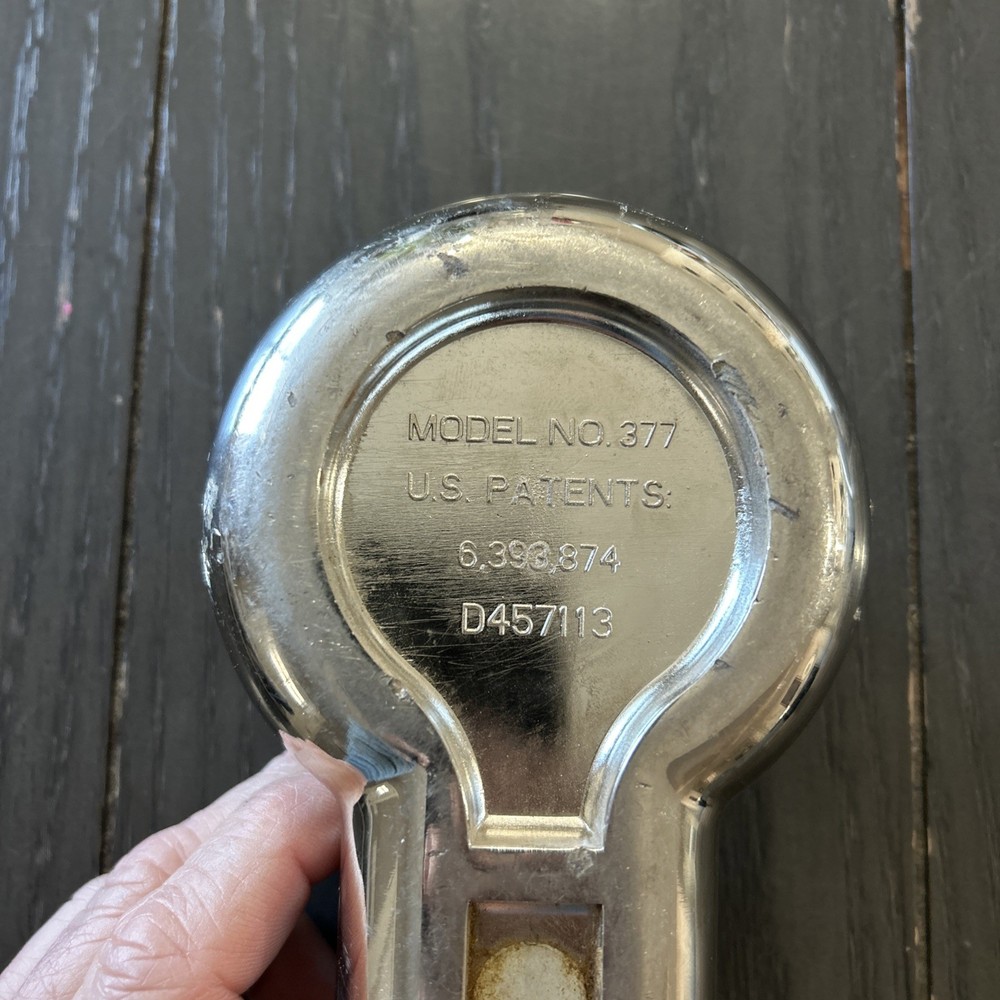 MODEL NO. 377
U.S. PATENTS:
6,393,874
D457113